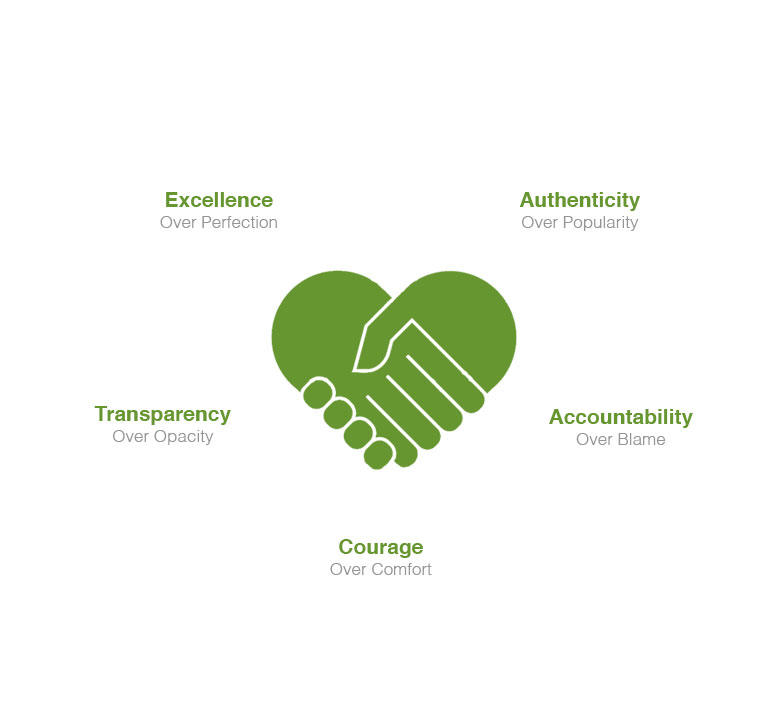 Excellence
Over Perfection
Authenticity
Over Popularity
Transparency
Over Opacity
Accountability
Over Blame
Courage
Over Comfort